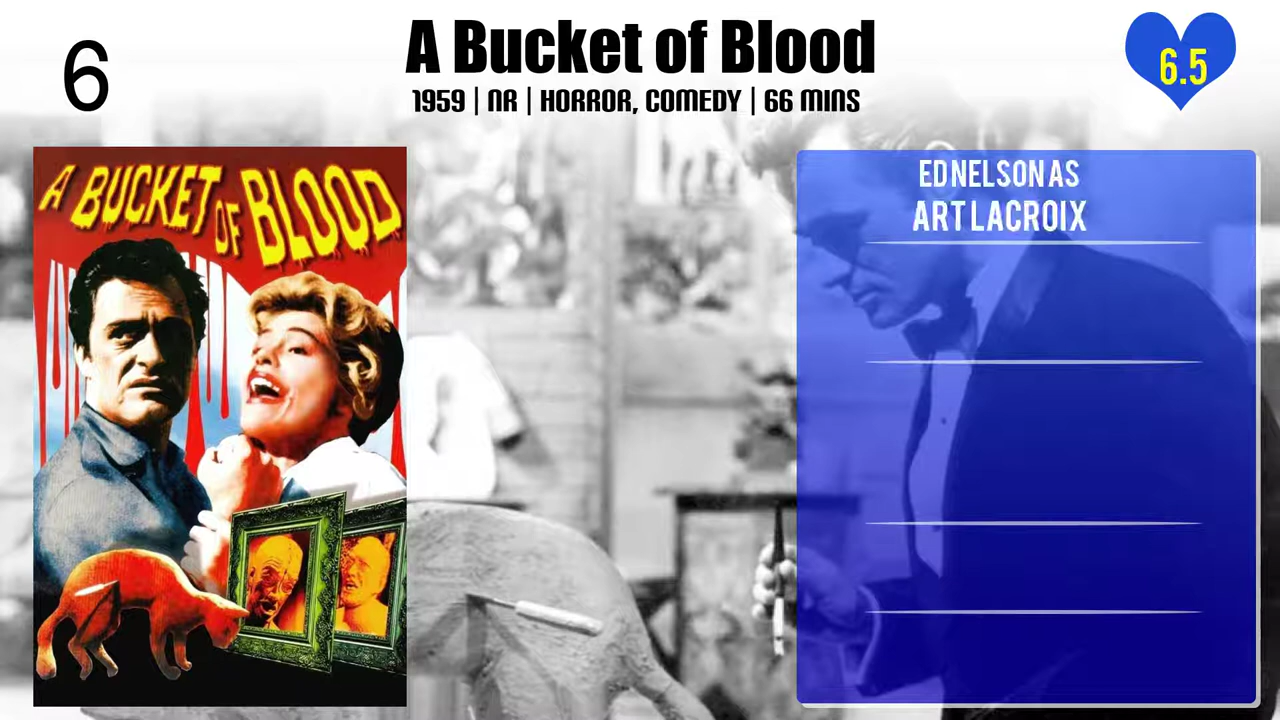 6
A Bucket of Blood
1959 | NR | HORROR, COMEDY | 66 MINS
6.5
A BUCKET OF BLOOD
ED NELSON AS
ART LACROIX